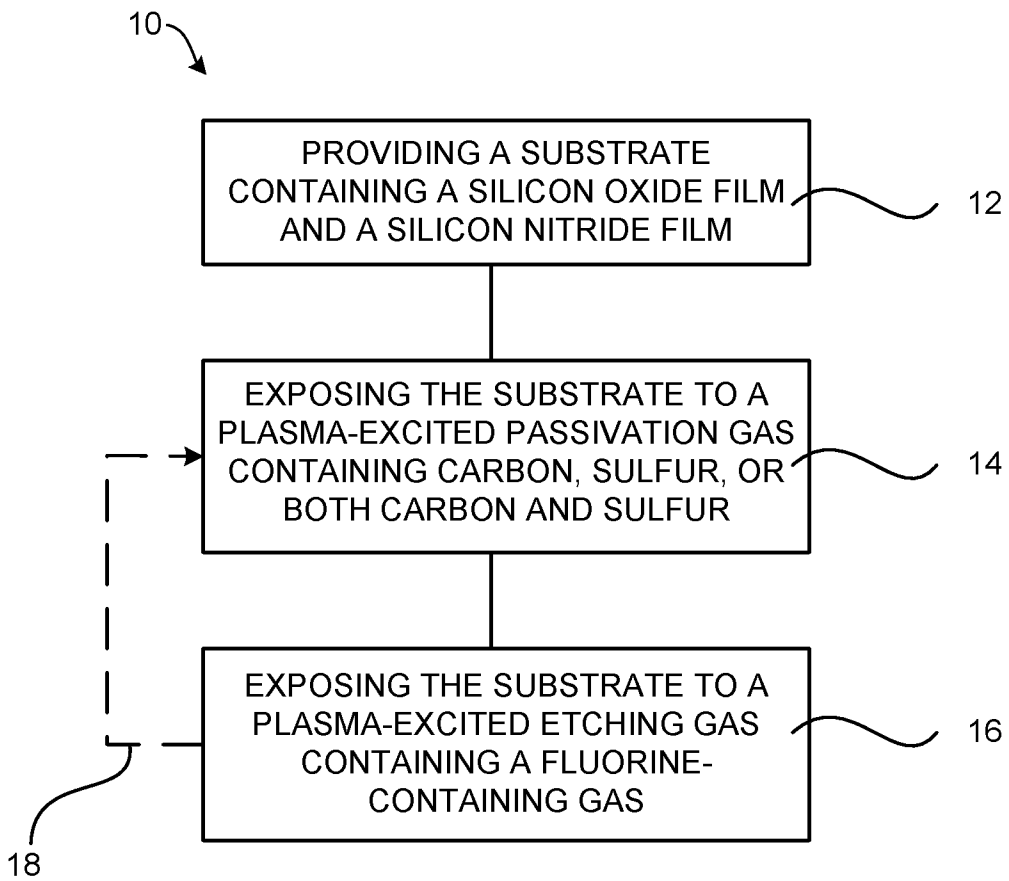 10
PROVIDING A SUBSTRATE
CONTAINING A SILICON OXIDE FILM
AND A SILICON NITRIDE FILM
12
EXPOSING THE SUBSTRATE TO A
PLASMA-EXCITED PASSIVATION GAS
CONTAINING CARBON, SULFUR, OR
BOTH CARBON AND SULFUR
14
EXPOSING THE SUBSTRATE TO A
PLASMA-EXCITED ETCHING GAS
CONTAINING A FLUORINE-
CONTAINING GAS
16
18